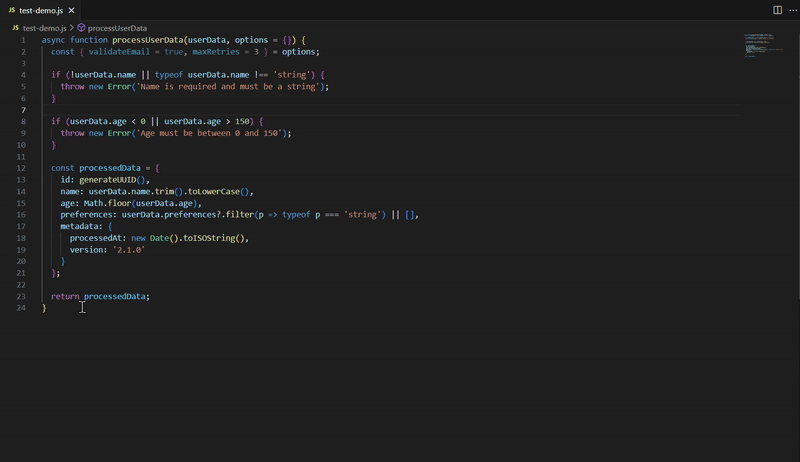 JS test-demo.js ×
JS test-demo.js > processUserData
1 async function processUserData(userData, options = {}) {
2 const { validateEmail = true, maxRetries = 3 } = options;
3
4 if (!userData.name || typeof userData.name !== 'string') {
5 throw new Error('Name is required and must be a string');
6 }
7
8 if (userData.age < 0 || userData.age > 150) {
9 throw new Error('Age must be between 0 and 150');
10 }
11
12 const processedData = {
13 id: generateUUID(),
14 name: userData.name.trim().toLowerCase(),
15 age: Math.floor(userData.age),
16 preferences: userData.preferences?.filter(p => typeof p === 'string') || [],
17 metadata: {
18 processedAt: new Date().toISOString(),
19 version: '2.1.0'
20 }
21 };
22
23 return processedData;
24 }